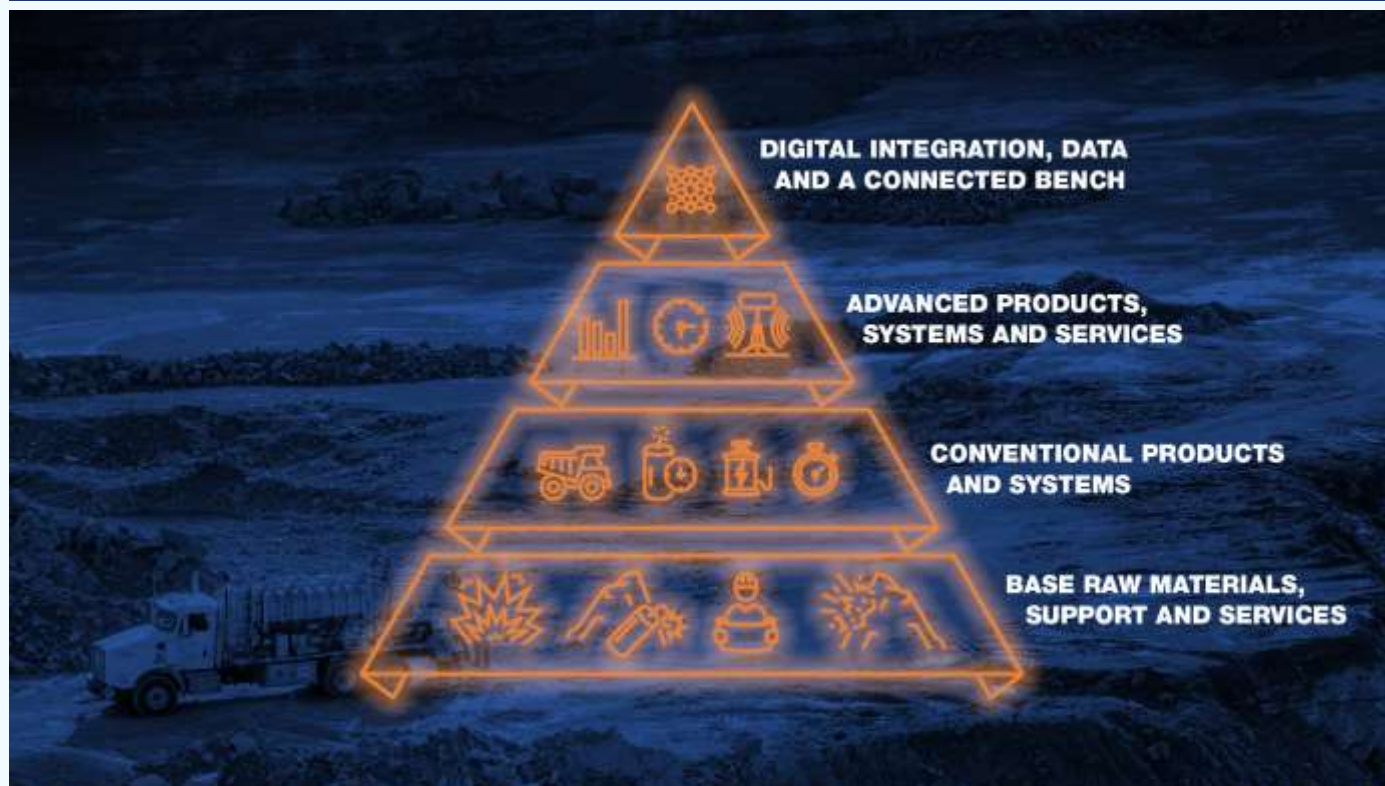 DIGITAL INTEGRATION, DATA
AND A CONNECTED BENCH
ADVANCED PRODUCTS,
SYSTEMS AND SERVICES
CONVENTIONAL PRODUCTS
AND SYSTEMS
BASE RAW MATERIALS,
SUPPORT AND SERVICES